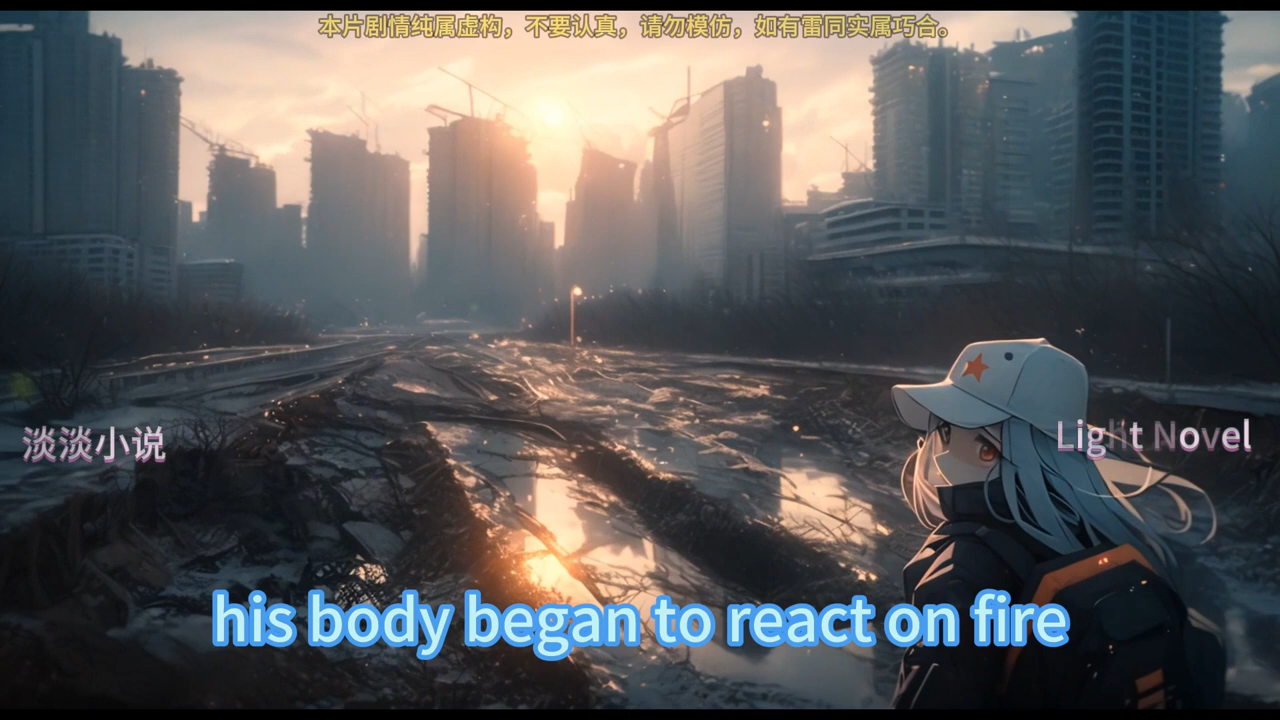 本片剧情纯属虚构，不要认真，请勿模仿，如有雷同实属巧合。
淡淡小说
Light Novel
his body began to react on fire